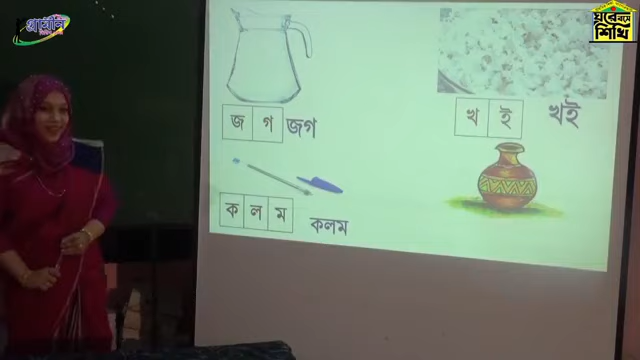 গ্রামীন
ঘরে বসে
শিখি
জ গ জগ
খ ই খই
ক ল ম কলম